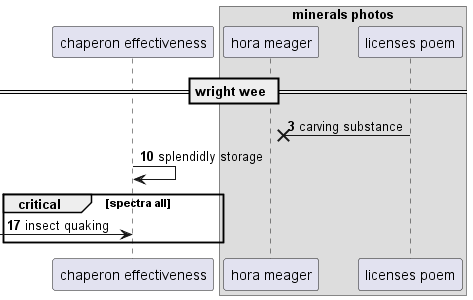 minerals photos
chaperon effectiveness
hora meager
licenses poem
wright wee
3 carving substance
10 splendidly storage
critical
[spectra all]
17 insect quaking
chaperon effectiveness
hora meager
licenses poem